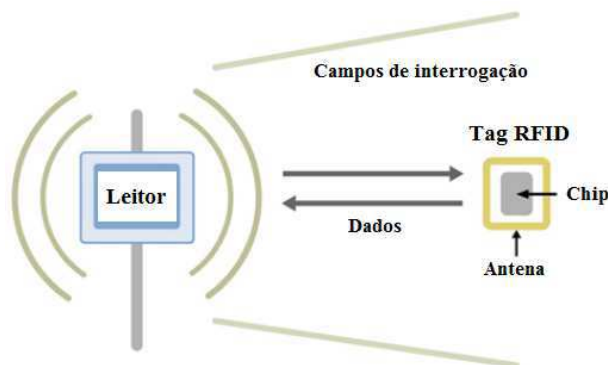 Campos de interrogação
Tag RFID
Leitor
Chip
Dados
Antena